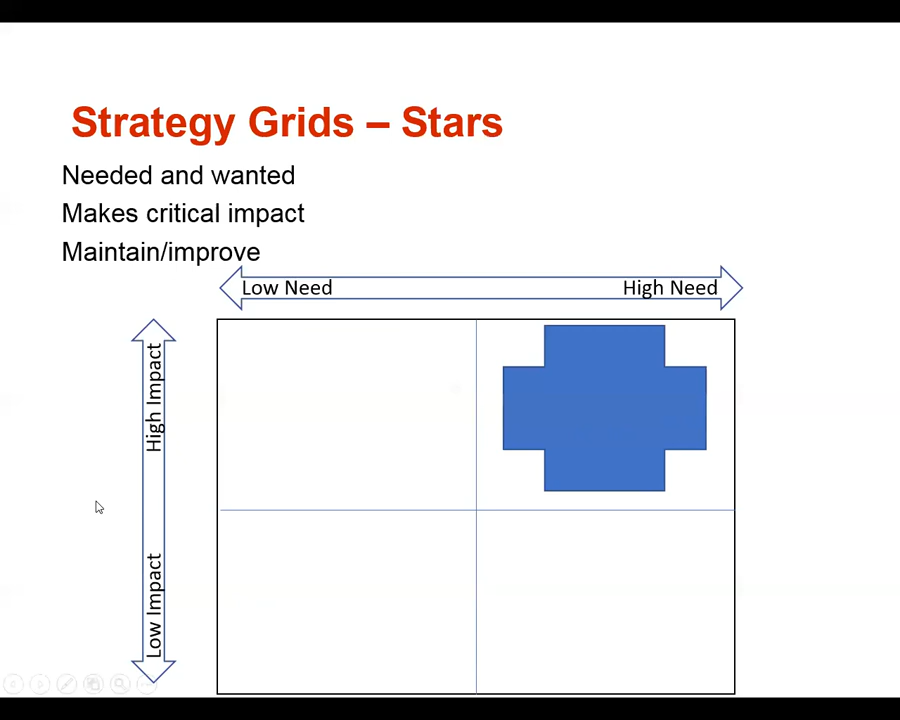 Strategy Grids – Stars
Needed and wanted
Makes critical impact
Maintain/improve
Low Need
High Need
High Impact
Low Impact